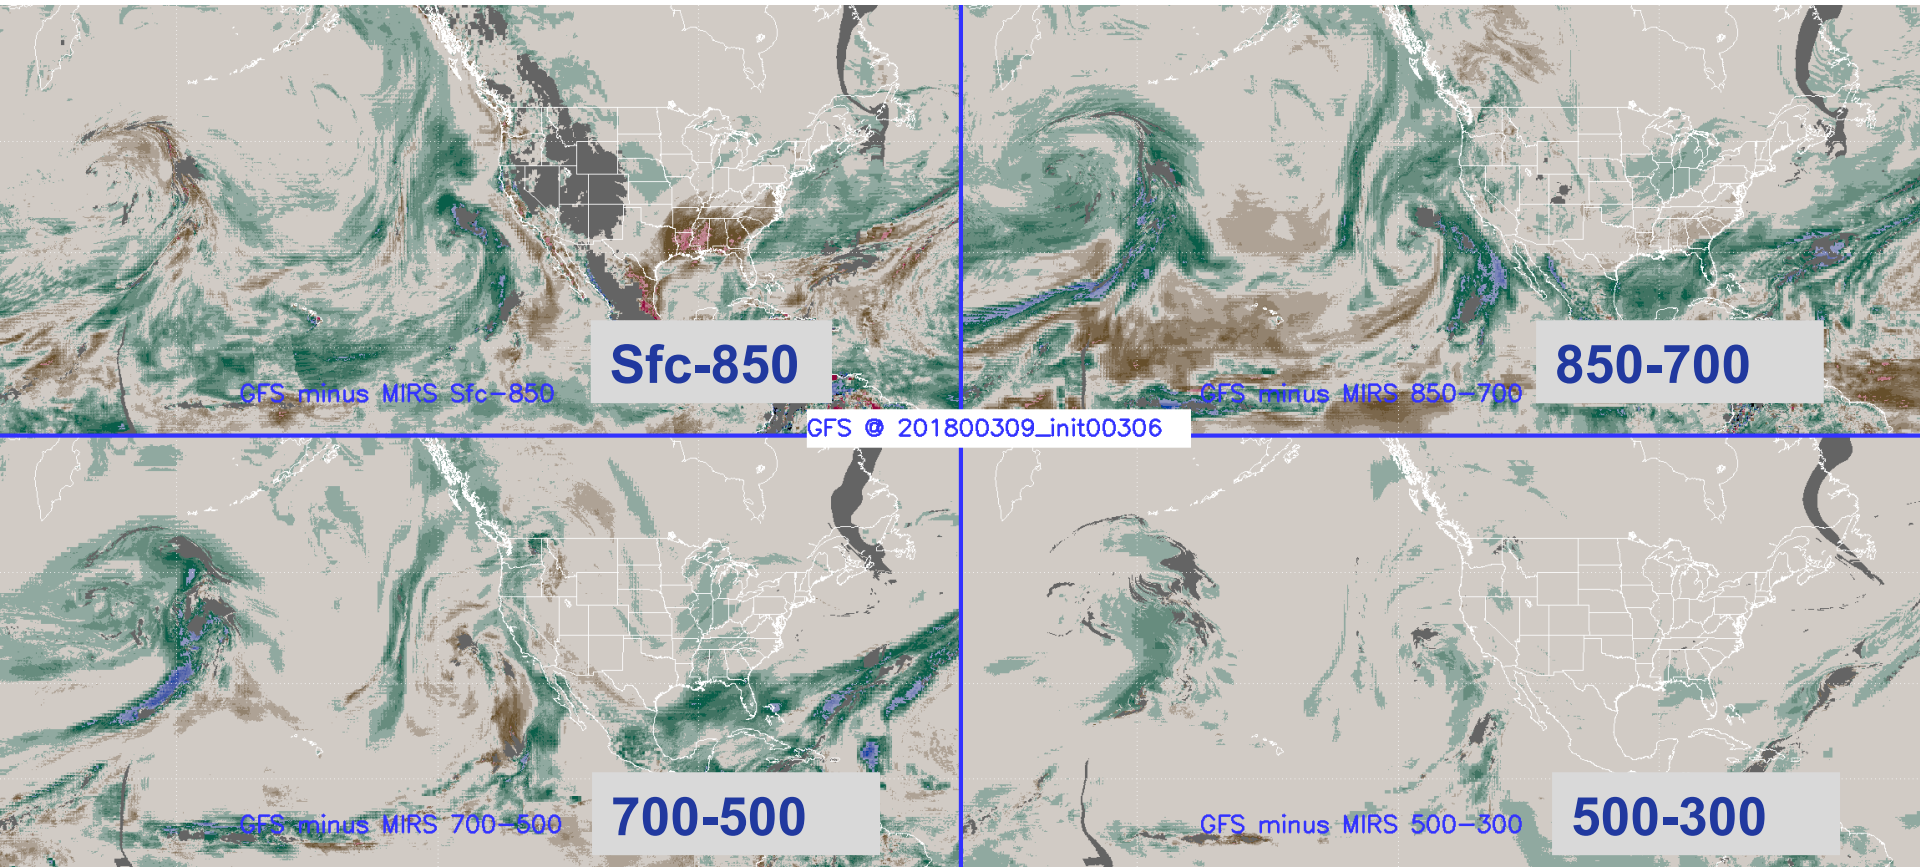 Sfc-850
GFS minus MIRS Sfc-850
850-700
GFS minus MIRS 850-700
GFS @ 201800309_init00306
700-500
GFS minus MIRS 700-500
500-300
GFS minus MIRS 500-300